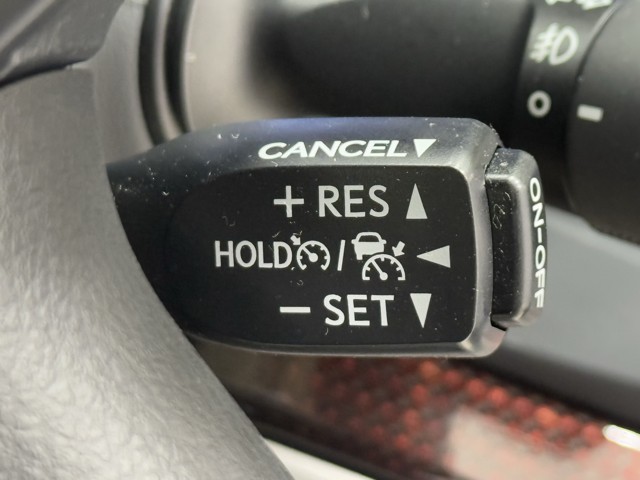 CANCEL▼
+ RES ▲
HOLD / ◀
− SET ▼
ON-OFF